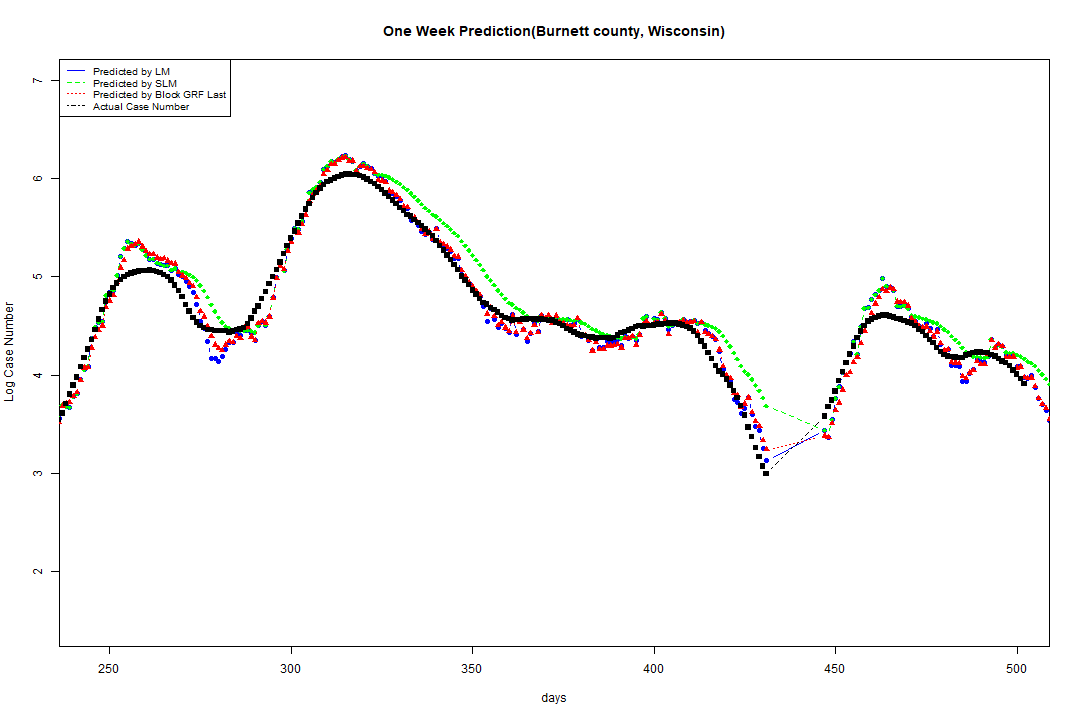 One Week Prediction(Burnett county, Wisconsin)
Predicted by LM
Predicted by SLM
Predicted by Block GRF Last
Actual Case Number
7
6
5
4
3
2
Log Case Number
250 300 350 400 450 500
days